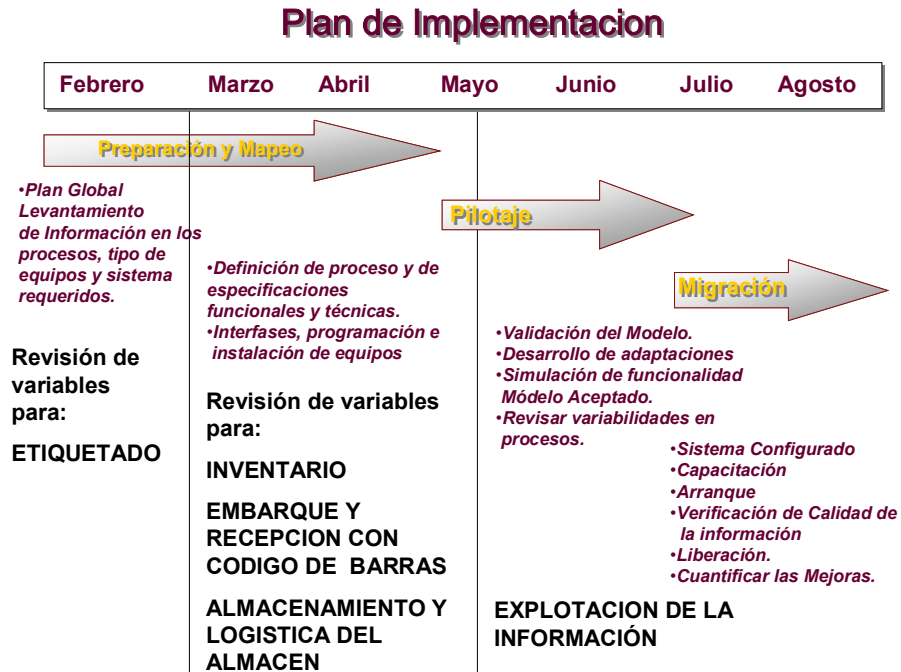 Plan de Implementacion
Febrero Marzo Abril Mayo Junio Julio Agosto
Preparación y Mapeo
•Plan Global
Levantamiento
de Información en los
procesos, tipo de
equipos y sistema
requeridos.
Revisión de
variables
para:
ETIQUETADO
•Definición de proceso y de
especificaciones
funcionales y técnicas.
•Interfases, programación e
instalación de equipos
Revisión de variables
para:
INVENTARIO
EMBARQUE Y
RECEPCION CON
CODIGO DE BARRAS
ALMACENAMIENTO Y
LOGISTICA DEL
ALMACEN
Pilotaje
•Validación del Modelo.
•Desarrollo de adaptaciones
•Simulación de funcionalidad
Módelo Aceptado.
•Revisar variabilidades en
procesos.
Migración
•Sistema Configurado
•Capacitación
•Arranque
•Verificación de Calidad de
la información
•Liberación.
•Cuantificar las Mejoras.
EXPLOTACION DE LA
INFORMACIÓN